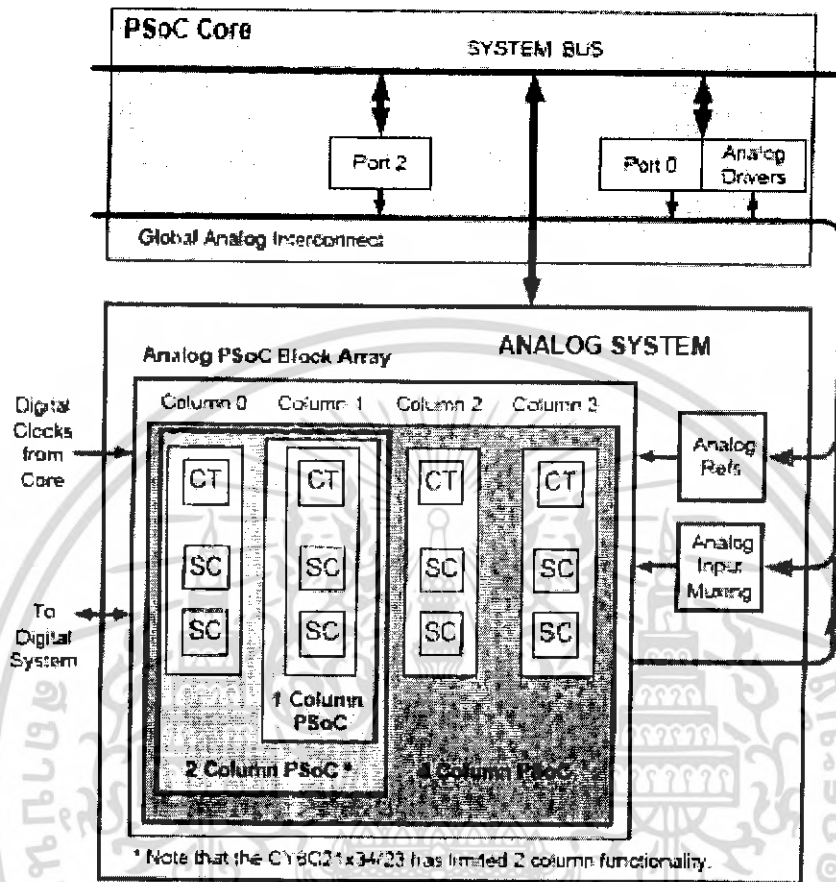 PSoC Core
SYSTEM BUS
Port 2
Port 0
Analog
Drivers
Global Analog Interconnect
ANALOG SYSTEM
Analog PSoC Block Array
Digital
Clocks
from
Core
Column 0
Column 1
Column 2
Column 3
CT
CT
CT
CT
SC
SC
SC
SC
SC
SC
SC
SC
Analog
Refs
Analog
Input
Muxing
To
Digital
System
1 Column
PSoC
2 Column PSoC *
4 Column PSoC
* Note that the CY8C21x34/23 has limited 2 column functionality.